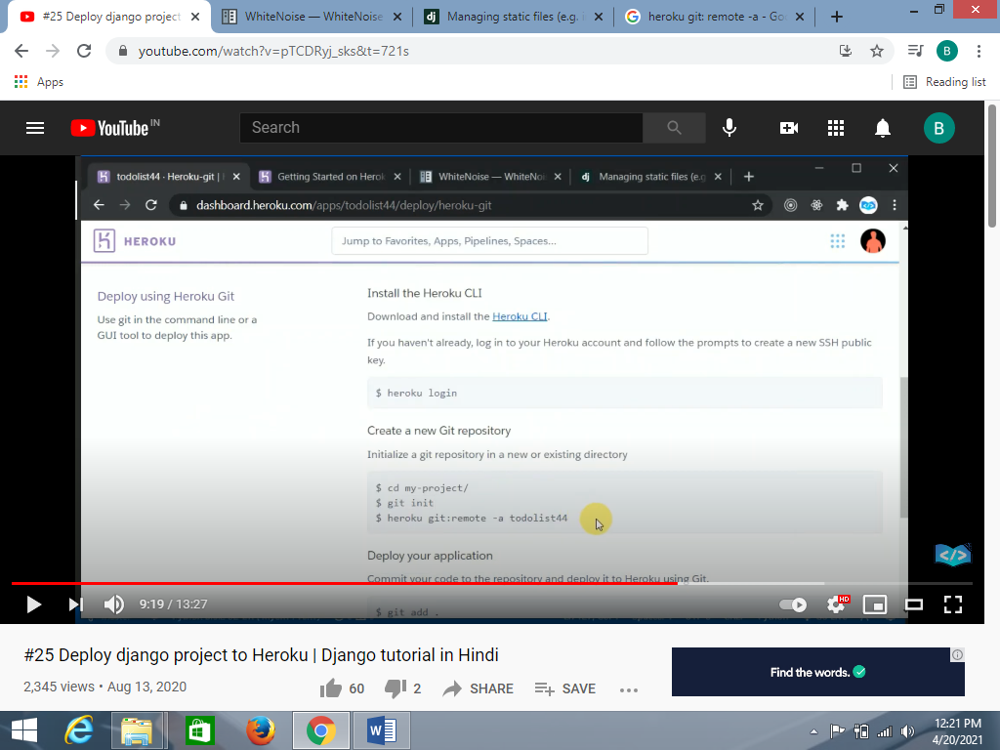 #25 Deploy django project
WhiteNoise — WhiteNoise
Managing static files (e.g. i
heroku git: remote -a - Goo
youtube.com/watch?v=pTCDRyj_sks&t=721s
B
Apps
Reading list
YouTube IN
Search
B
todolist44 · Heroku-git |
Getting Started on Herok
WhiteNoise — WhiteNoi
dj Managing static files (e.g
dashboard.heroku.com/apps/todolist44/deploy/heroku-git
HEROKU
Jump to Favorites, Apps, Pipelines, Spaces...
Deploy using Heroku Git
Use git in the command line or a
GUI tool to deploy this app.
Install the Heroku CLI
Download and install the Heroku CLI.
If you haven't already, log in to your Heroku account and follow the prompts to create a new SSH public
key.
$ heroku login
Create a new Git repository
Initialize a git repository in a new or existing directory
$ cd my-project/
$ git init
$ heroku git:remote -a todolist44
Deploy your application
Commit your code to the repository and deploy it to Heroku using Git.
$ git add .
</>
9:19 / 13:27
HD
#25 Deploy django project to Heroku | Django tutorial in Hindi
2,345 views • Aug 13, 2020
60
2
SHARE
SAVE
Find the words.
12:21 PM
4/20/2021